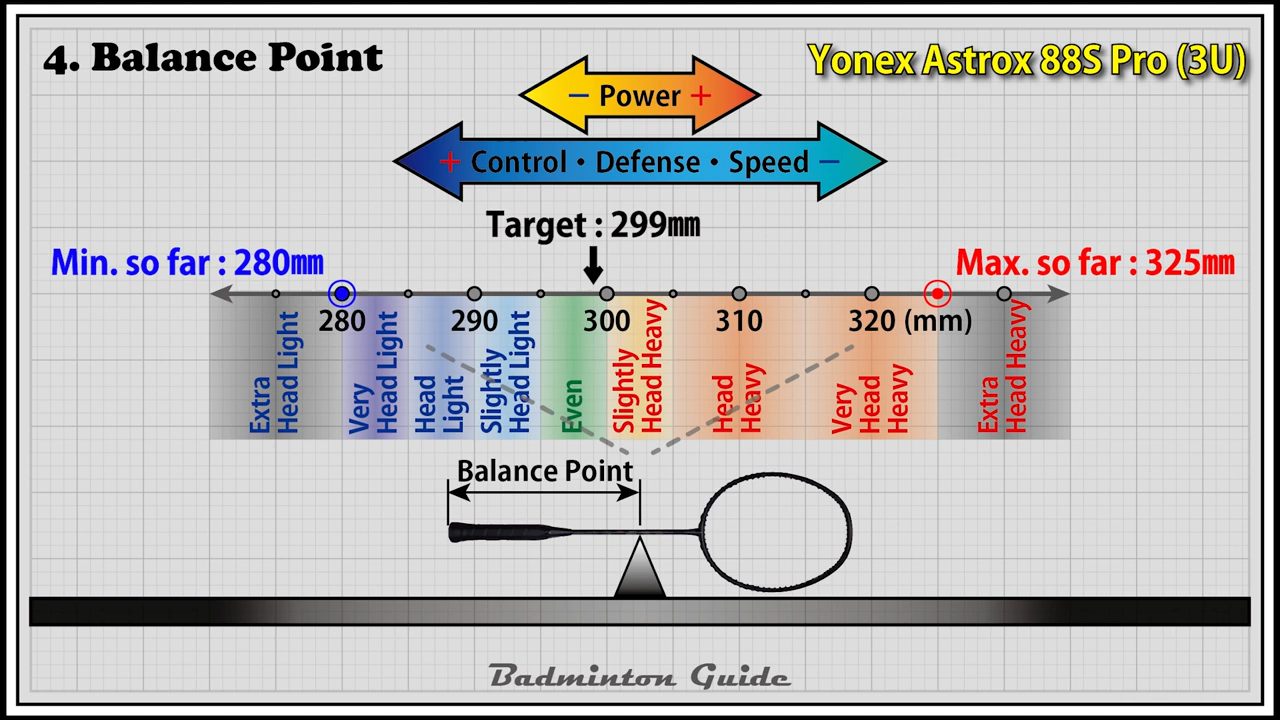 4. Balance Point
Yonex Astrox 88S Pro (3U)
− Power +
+ Control・Defense・Speed −
Target : 299㎜
Min. so far : 280㎜
Max. so far : 325㎜
280 290 300 310 320 (mm)
Extra
Head Light
Very
Head Light
Head
Light
Slightly
Head Light
Even
Slightly
Head Heavy
Head
Heavy
Very
Head
Heavy
Extra
Head Heavy
Balance Point
Badminton Guide